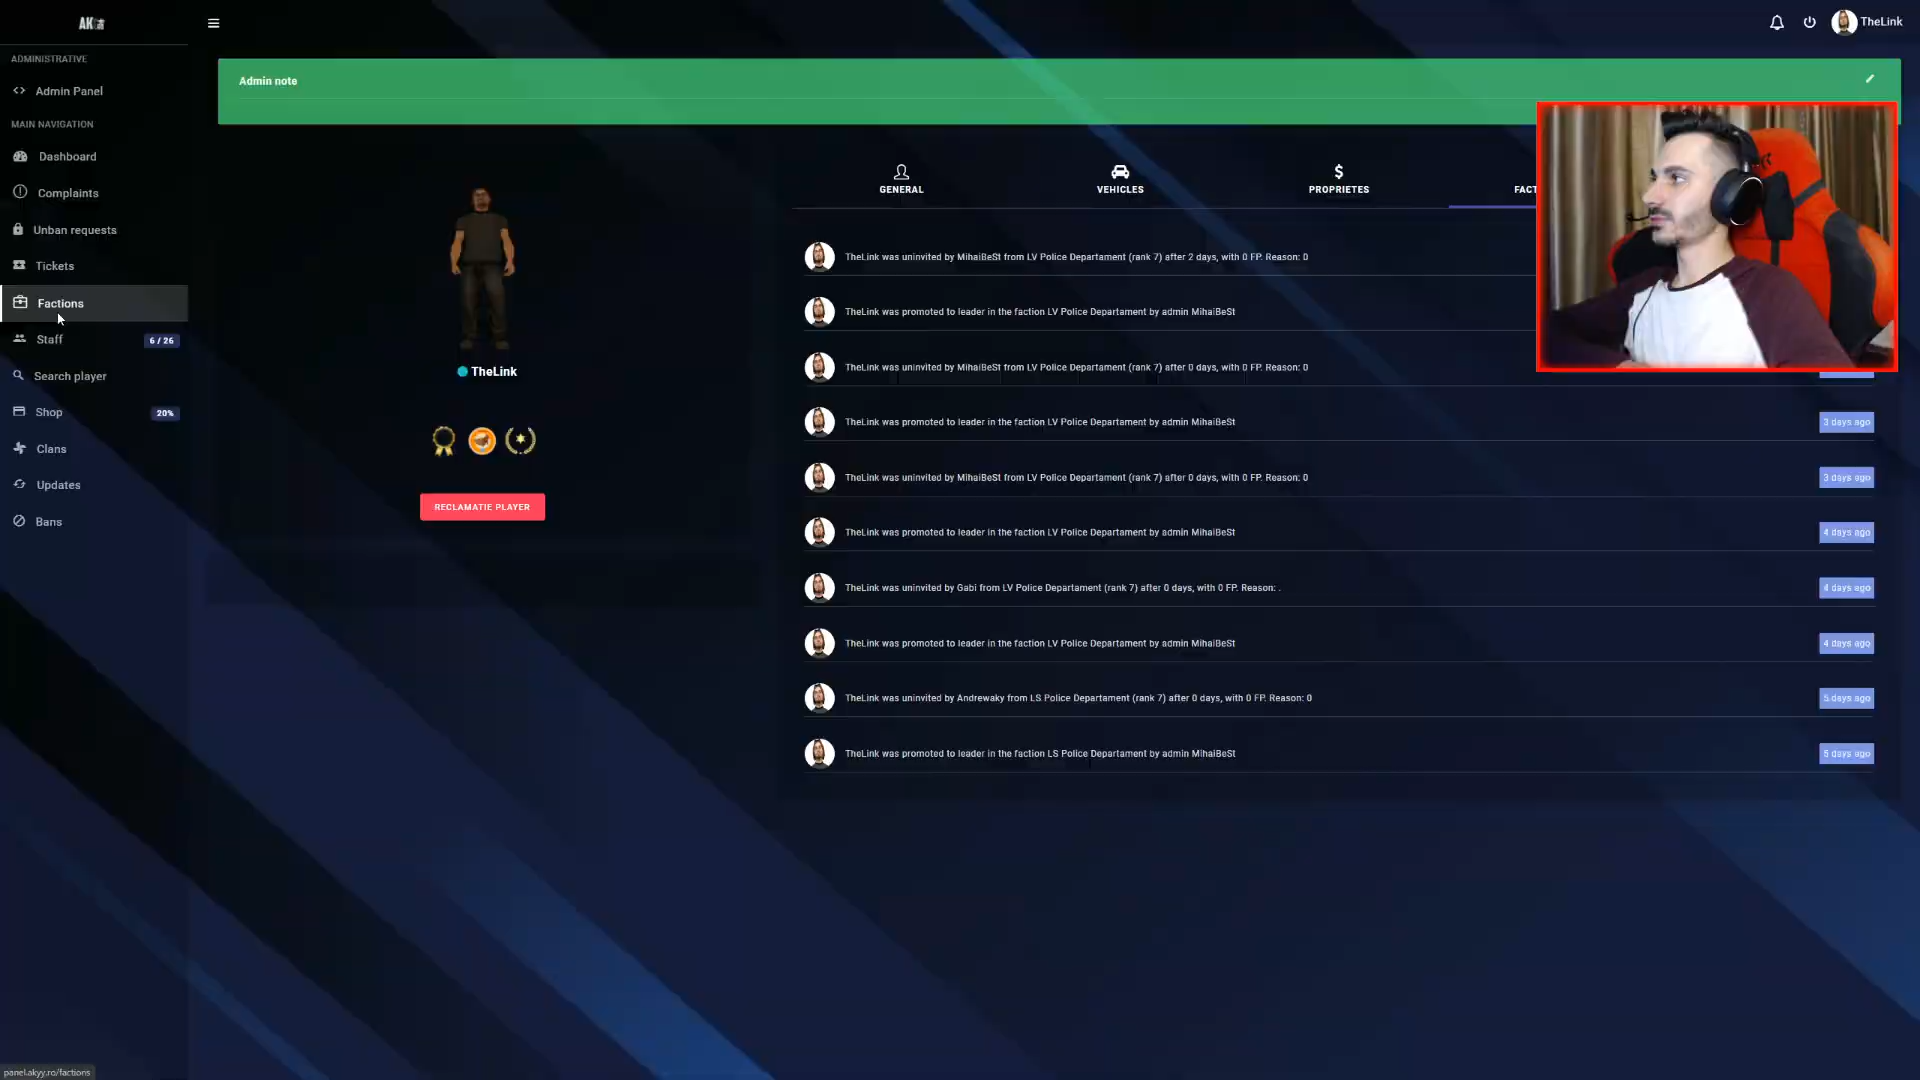 AK
TheLink
ADMINISTRATIVE
Admin Panel
MAIN NAVIGATION
Dashboard
Complaints
Unban requests
Tickets
Factions
Staff 6 / 26
Search player
Shop 20%
Clans
Updates
Bans
Admin note
TheLink
RECLAMATIE PLAYER
GENERAL
VEHICLES
PROPRIETES
FACT
TheLink was uninvited by MihaiBeSt from LV Police Departament (rank 7) after 2 days, with 0 FP. Reason: 0
TheLink was promoted to leader in the faction LV Police Departament by admin MihaiBeSt
TheLink was uninvited by MihaiBeSt from LV Police Departament (rank 7) after 0 days, with 0 FP. Reason: 0
TheLink was promoted to leader in the faction LV Police Departament by admin MihaiBeSt 3 days ago
TheLink was uninvited by MihaiBeSt from LV Police Departament (rank 7) after 0 days, with 0 FP. Reason: 0 3 days ago
TheLink was promoted to leader in the faction LV Police Departament by admin MihaiBeSt 4 days ago
TheLink was uninvited by Gabi from LV Police Departament (rank 7) after 0 days, with 0 FP. Reason: . 4 days ago
TheLink was promoted to leader in the faction LV Police Departament by admin MihaiBeSt 4 days ago
TheLink was uninvited by Andrewaky from LS Police Departament (rank 7) after 0 days, with 0 FP. Reason: 0 5 days ago
TheLink was promoted to leader in the faction LS Police Departament by admin MihaiBeSt 5 days ago
panel.akyy.ro/factions